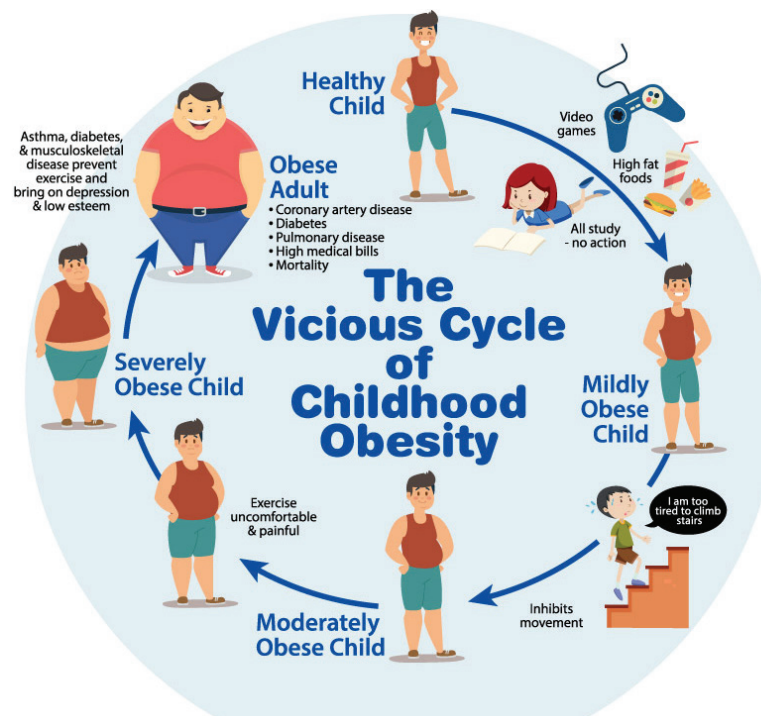 Healthy
Child
Video
games
High fat
foods
All study
- no action
Mildly
Obese
Child
I am too
tired to climb
stairs
Inhibits
movement
Moderately
Obese Child
Exercise
uncomfortable
& painful
Severely
Obese Child
Asthma, diabetes,
& musculoskeletal
disease prevent
exercise and
bring on depression
& low esteem
Obese
Adult
• Coronary artery disease
• Diabetes
• Pulmonary disease
• High medical bills
• Mortality
The
Vicious Cycle
of
Childhood
Obesity